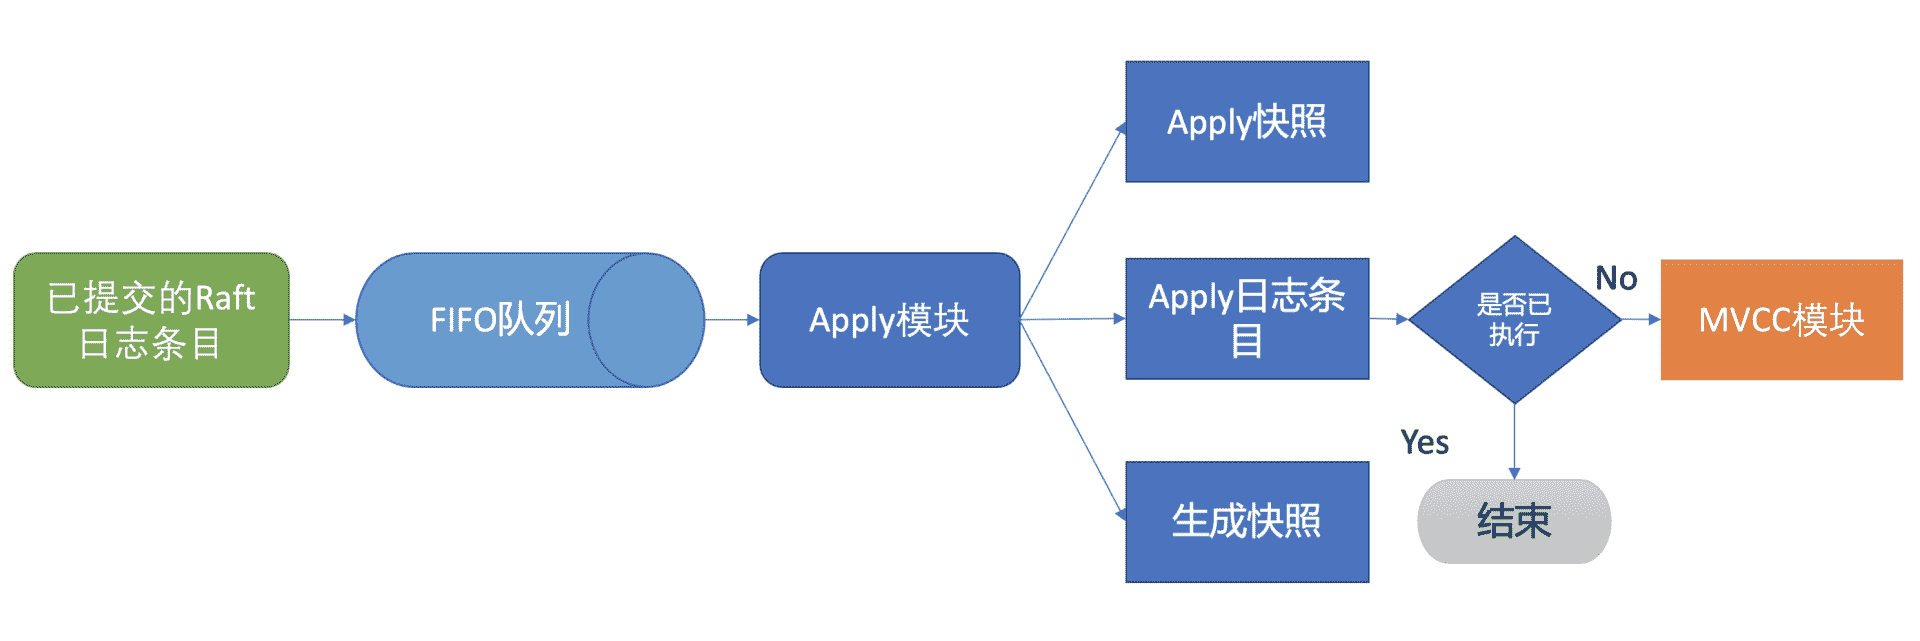 已提交的Raft
日志条目
FIFO队列
Apply模块
Apply快照
Apply日志条
目
生成快照
是否已
执行
No
Yes
MVCC模块
结束